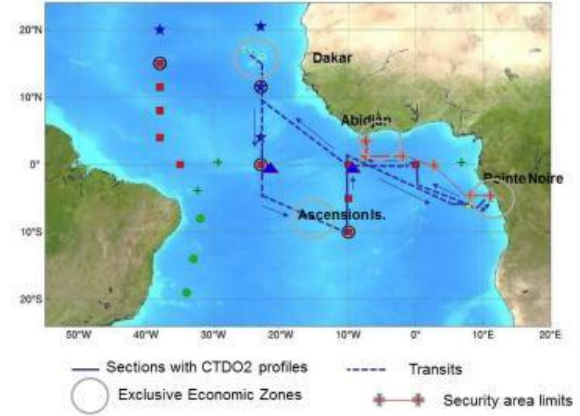 20°N
Dakar
10°N
Abidjan
0°
Pointe Noire
Ascension Is.
10°S
20°S
50°W 40°W 30°W 20°W 10°W 0° 10°E 20°E
Sections with CTDO2 profiles
Transits
Exclusive Economic Zones
Security area limits